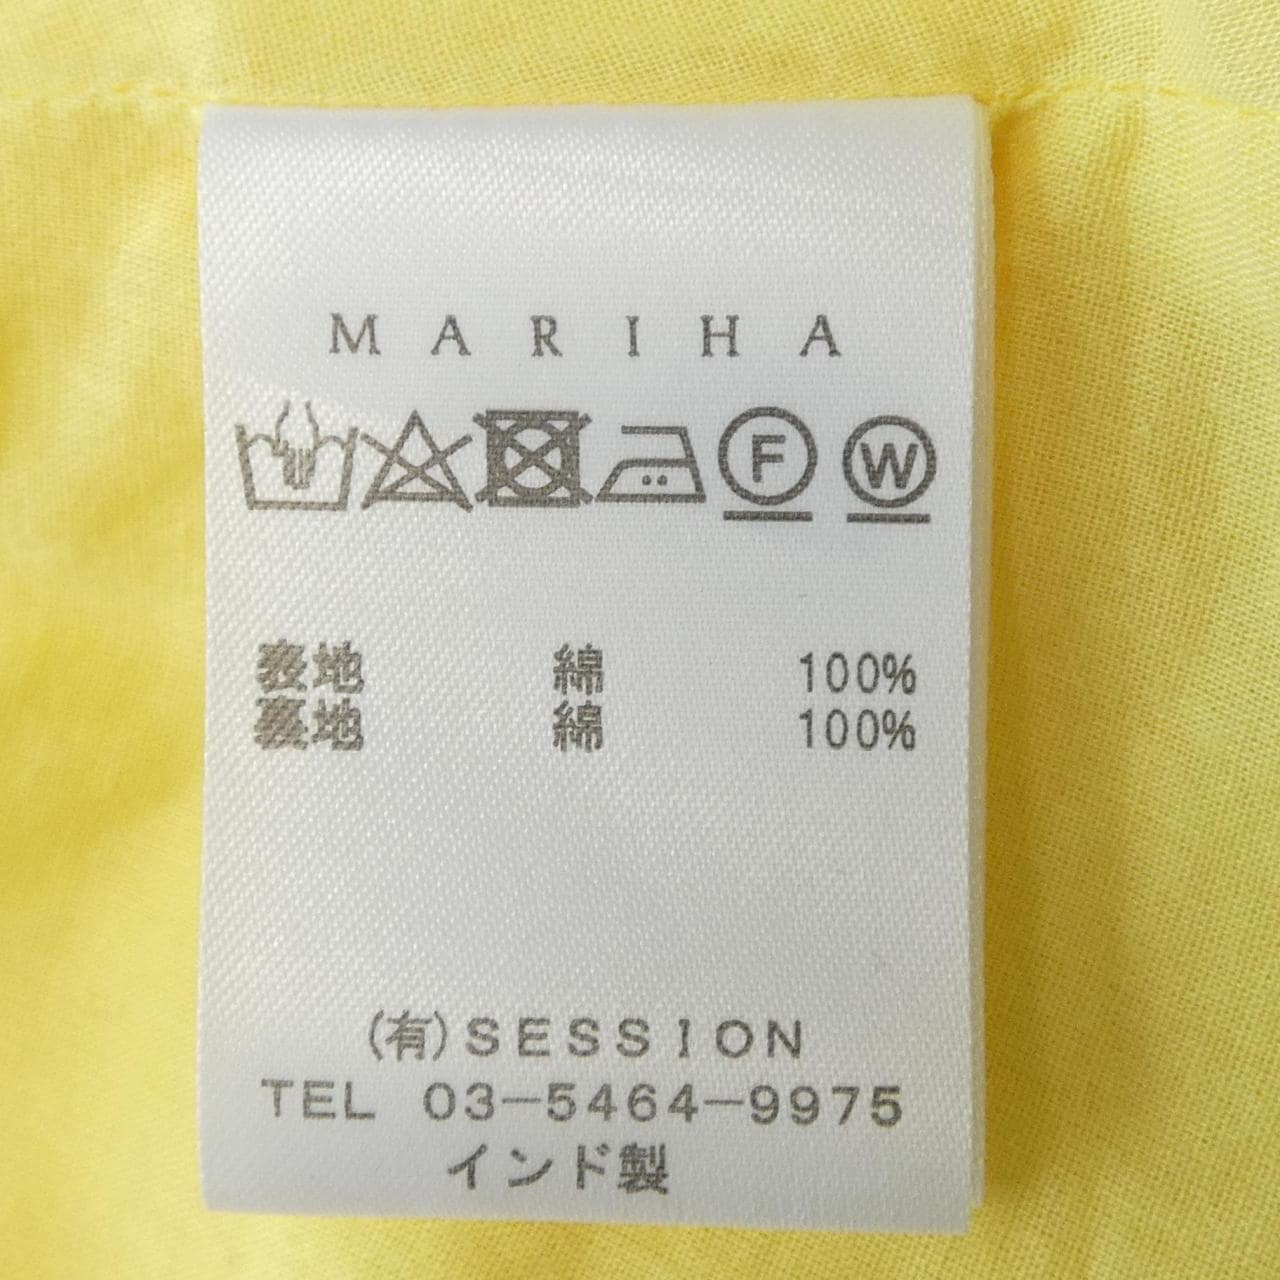 MARIHA
F W
表地 綿 100%
裏地 綿 100%
(有)SESSION
TEL 03-5464-9975
インド製